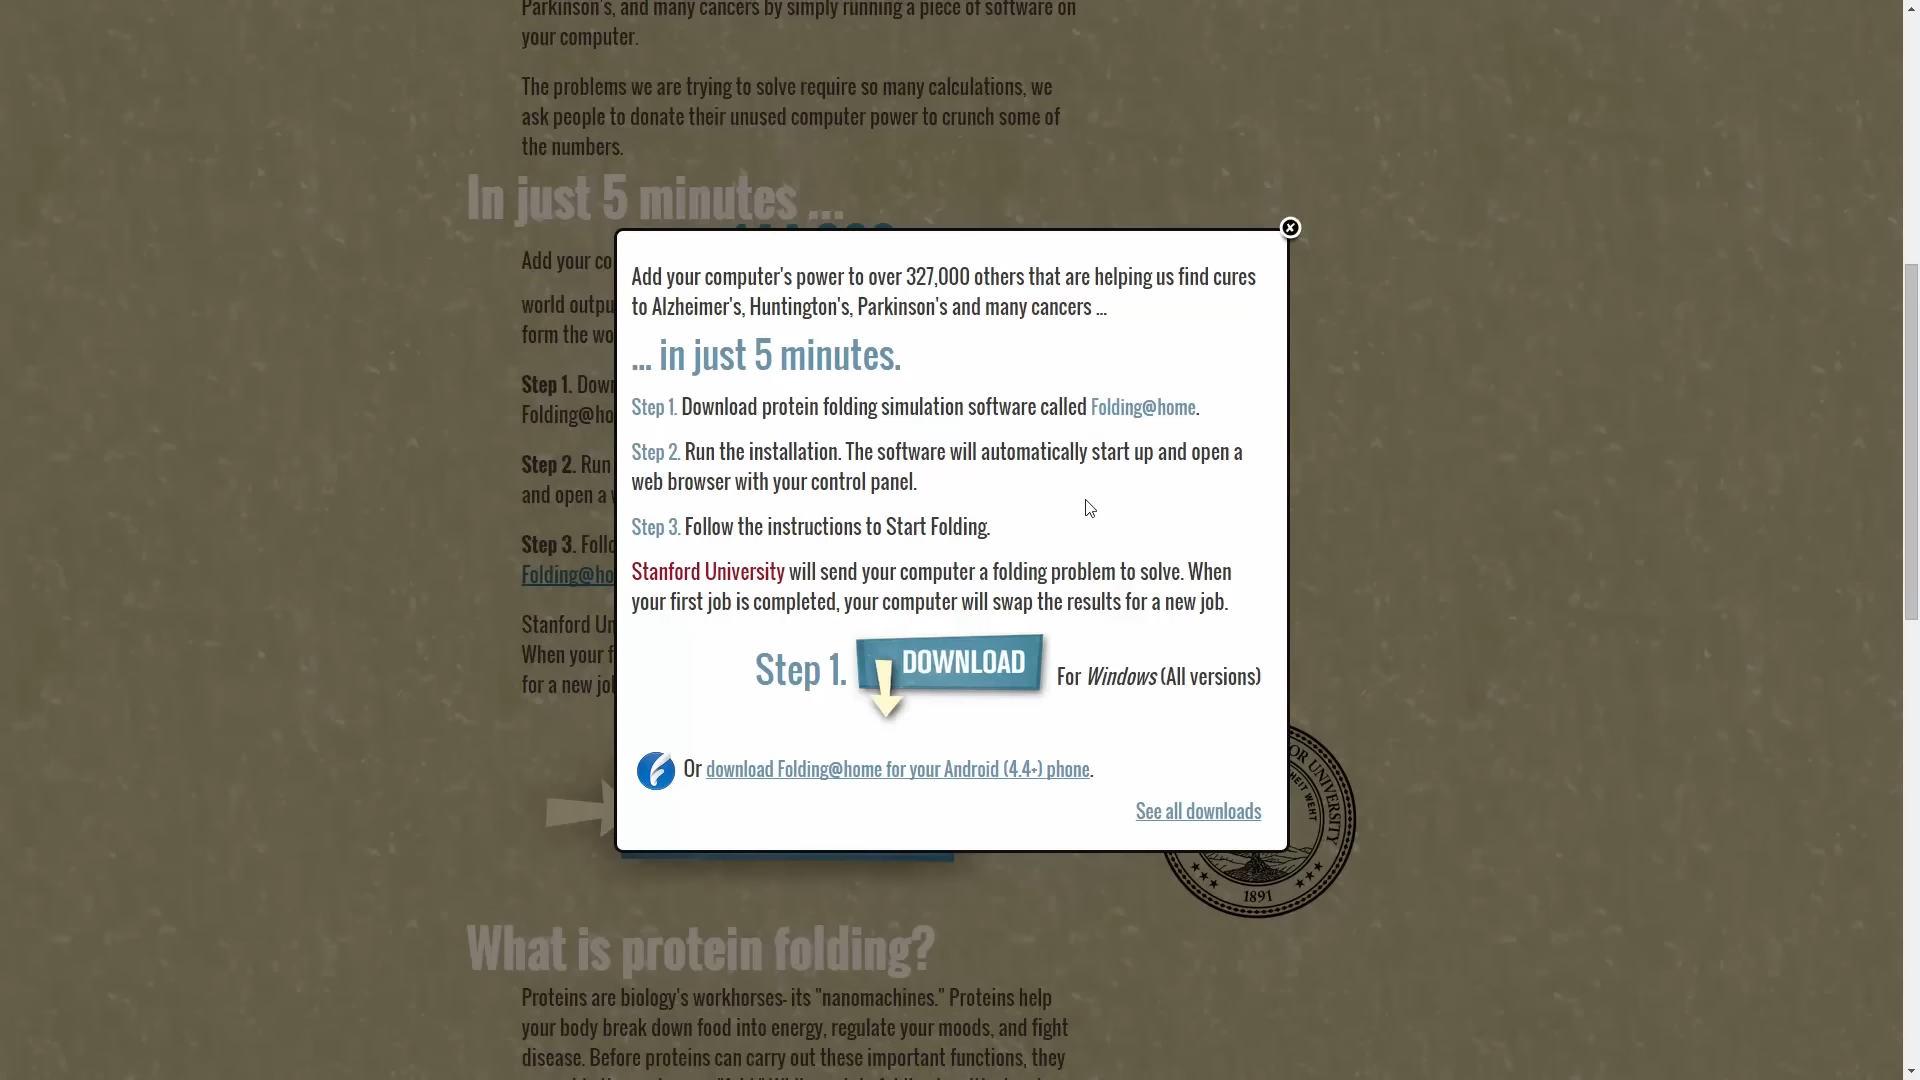 Parkinson's, and many cancers by simply running a piece of software on
your computer.
The problems we are trying to solve require so many calculations, we
ask people to donate their unused computer power to crunch some of
the numbers.
In just 5 minutes ...
Add your co
world outpu
form the wo
Step 1. Down
Folding@ho
Step 2. Run
and open a w
Step 3. Follo
Folding@ho
Stanford Un
When your f
for a new jol
Add your computer's power to over 327,000 others that are helping us find cures
to Alzheimer's, Huntington's, Parkinson's and many cancers ...
... in just 5 minutes.
Step 1. Download protein folding simulation software called Folding@home.
Step 2. Run the installation. The software will automatically start up and open a
web browser with your control panel.
Step 3. Follow the instructions to Start Folding.
Stanford University will send your computer a folding problem to solve. When
your first job is completed, your computer will swap the results for a new job.
Step 1. DOWNLOAD For Windows (All versions)
Or download Folding@home for your Android (4.4+) phone.
See all downloads
OR UNIVERSITY
HEIT WEHT
1891
What is protein folding?
Proteins are biology's workhorses- its "nanomachines." Proteins help
your body break down food into energy, regulate your moods, and fight
disease. Before proteins can carry out these important functions, they